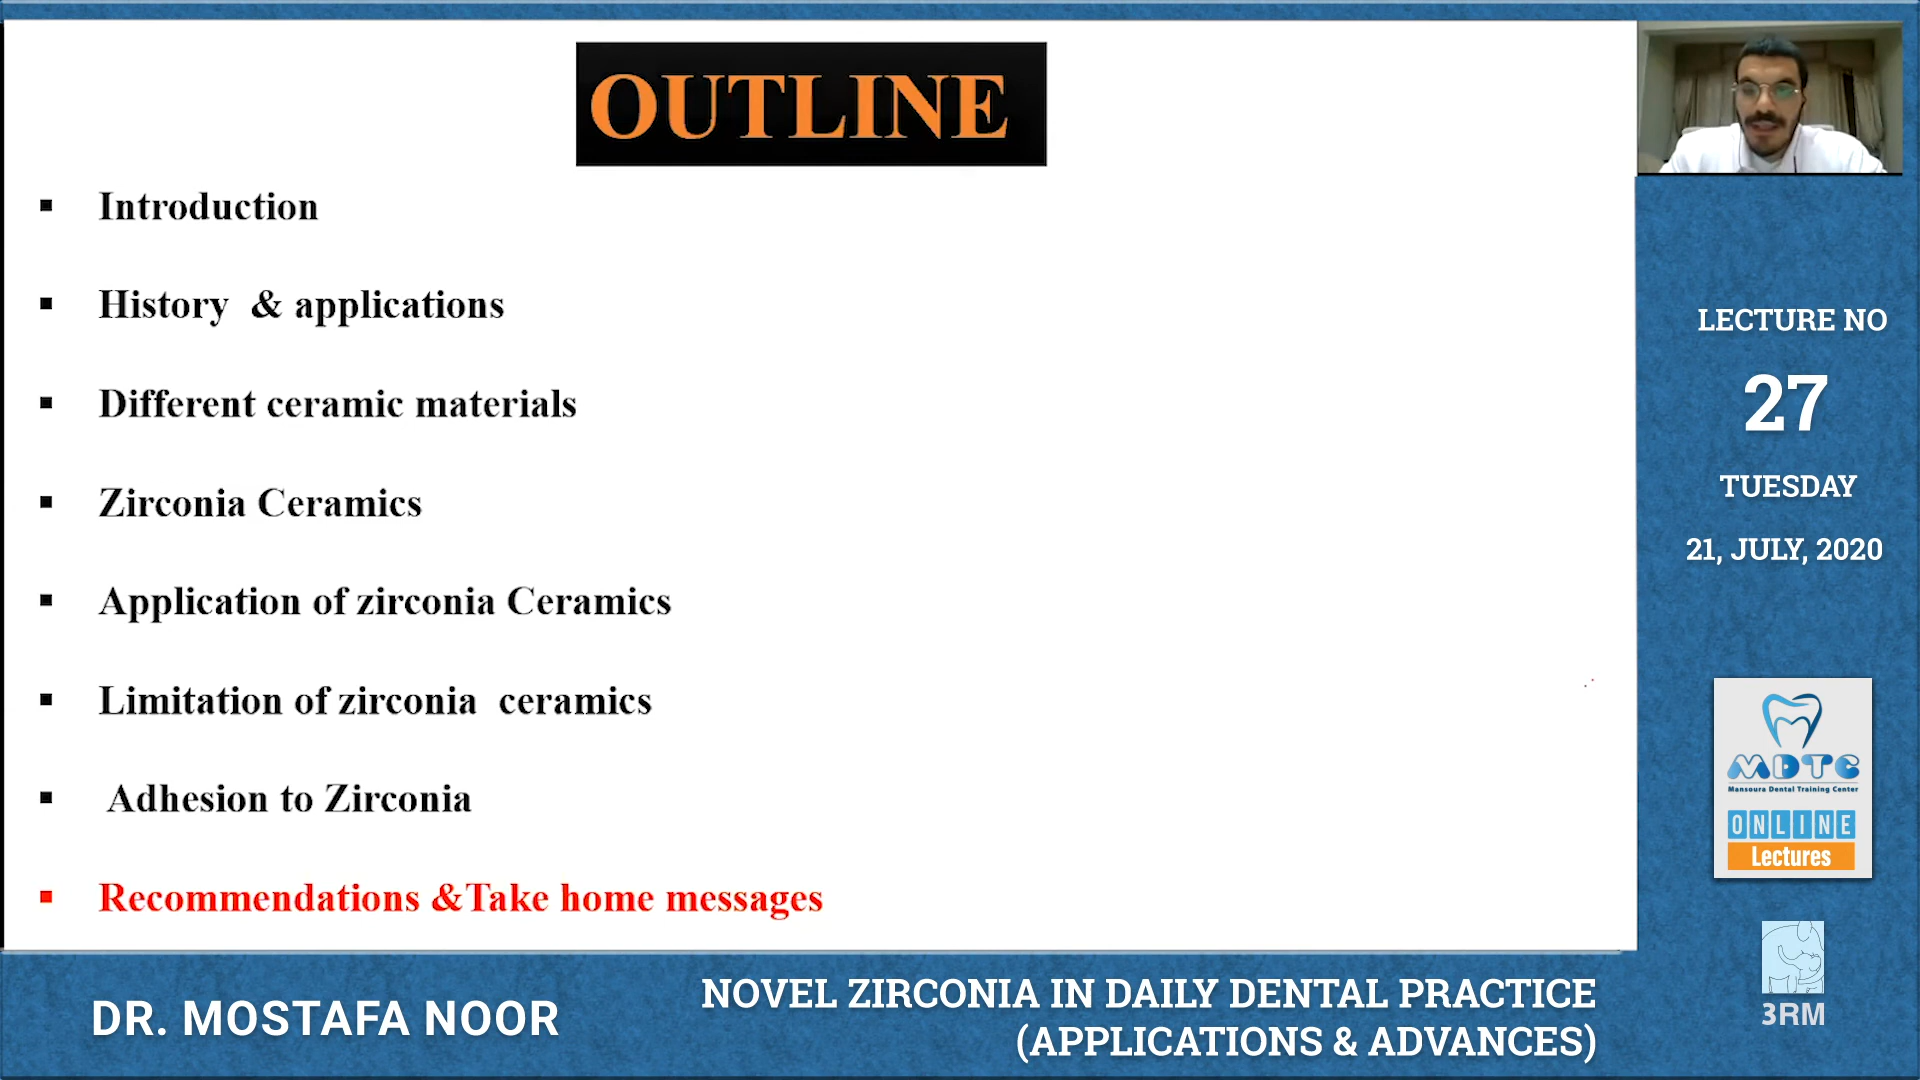 OUTLINE
▪ Introduction
▪ History & applications
▪ Different ceramic materials
▪ Zirconia Ceramics
▪ Application of zirconia Ceramics
▪ Limitation of zirconia ceramics
▪ Adhesion to Zirconia
▪ Recommendations &Take home messages
LECTURE NO
27
TUESDAY
21, JULY, 2020
MDTC
Mansoura Dental Training Center
ONLINE
Lectures
3RM
DR. MOSTAFA NOOR
NOVEL ZIRCONIA IN DAILY DENTAL PRACTICE
(APPLICATIONS & ADVANCES)